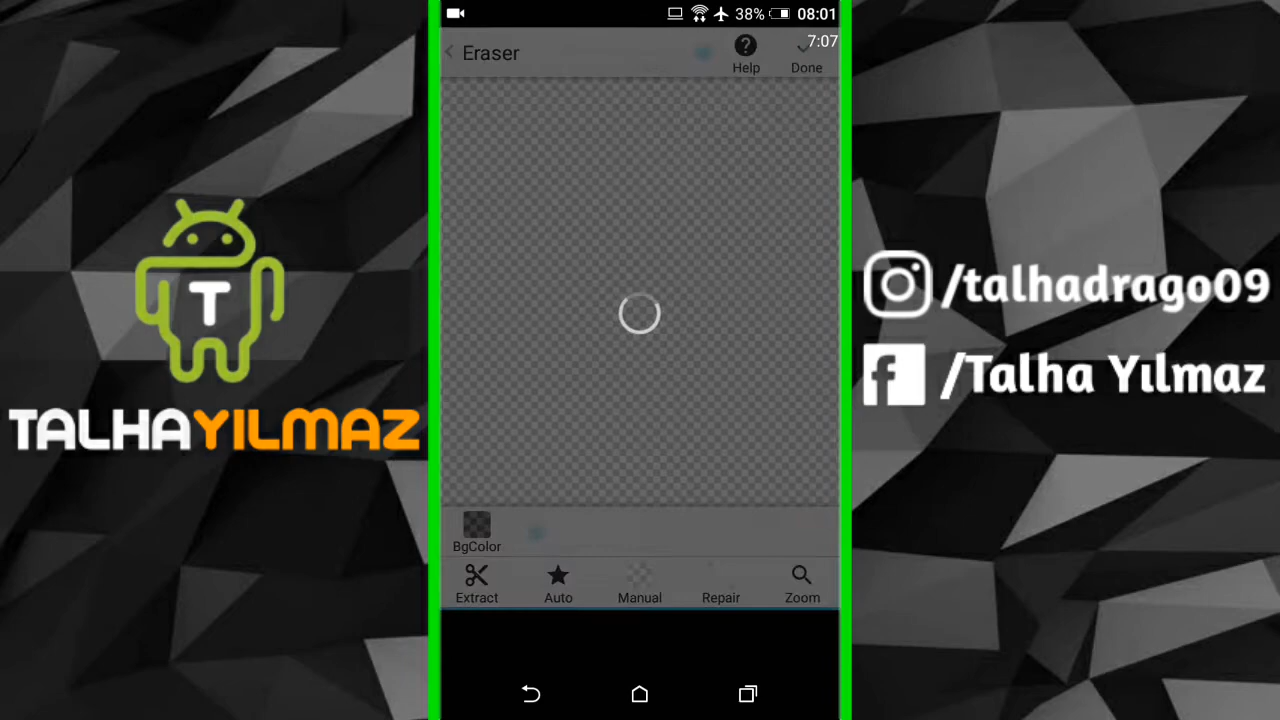 38% 08:01
7:07
Eraser
Help
Done
BgColor
Extract
Auto
Manual
Repair
Zoom
T
TALHAYILMAZ
/talhadrago09
/Talha Yılmaz